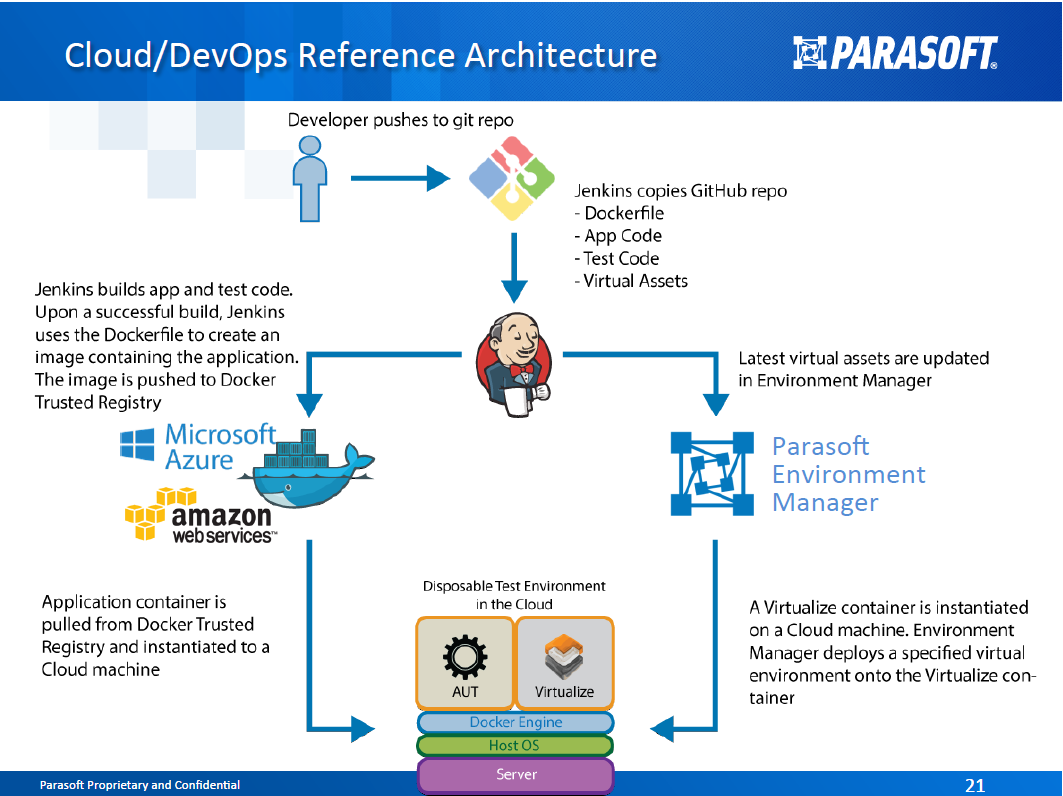 Cloud/DevOps Reference Architecture
PARASOFT®
Developer pushes to git repo
Jenkins copies GitHub repo
- Dockerfile
- App Code
- Test Code
- Virtual Assets
Jenkins builds app and test code.
Upon a successful build, Jenkins
uses the Dockerfile to create an
image containing the application.
The image is pushed to Docker
Trusted Registry
Latest virtual assets are updated
in Environment Manager
Microsoft
Azure
amazon
webservices™
Parasoft
Environment
Manager
Application container is
pulled from Docker Trusted
Registry and instantiated to a
Cloud machine
Disposable Test Environment
in the Cloud
AUT
Virtualize
Docker Engine
Host OS
Server
A Virtualize container is instantiated
on a Cloud machine. Environment
Manager deploys a specified virtual
environment onto the Virtualize con-
tainer
Parasoft Proprietary and Confidential
21